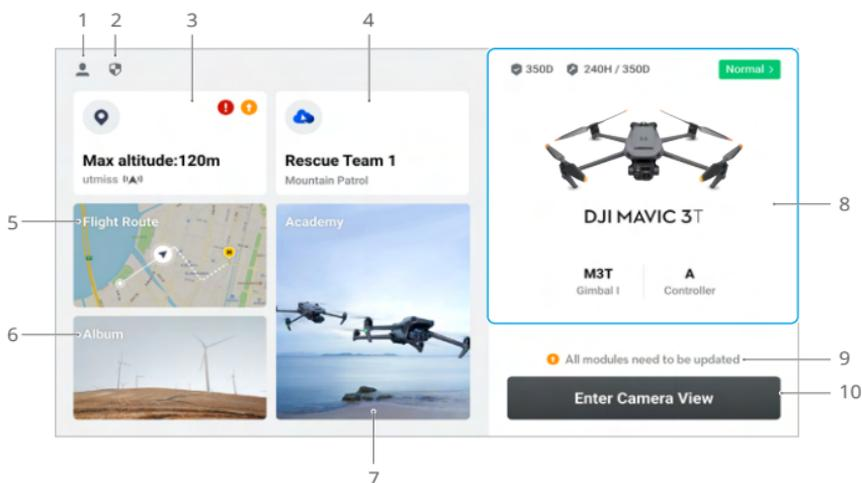 1
2
3
4
350D 240H / 350D
Normal >
Max altitude:120m
utmiss
Rescue Team 1
Mountain Patrol
5
Flight Route
Academy
DJI MAVIC 3T
8
M3T
Gimbal I
A
Controller
6
Album
All modules need to be updated
9
Enter Camera View
10
7